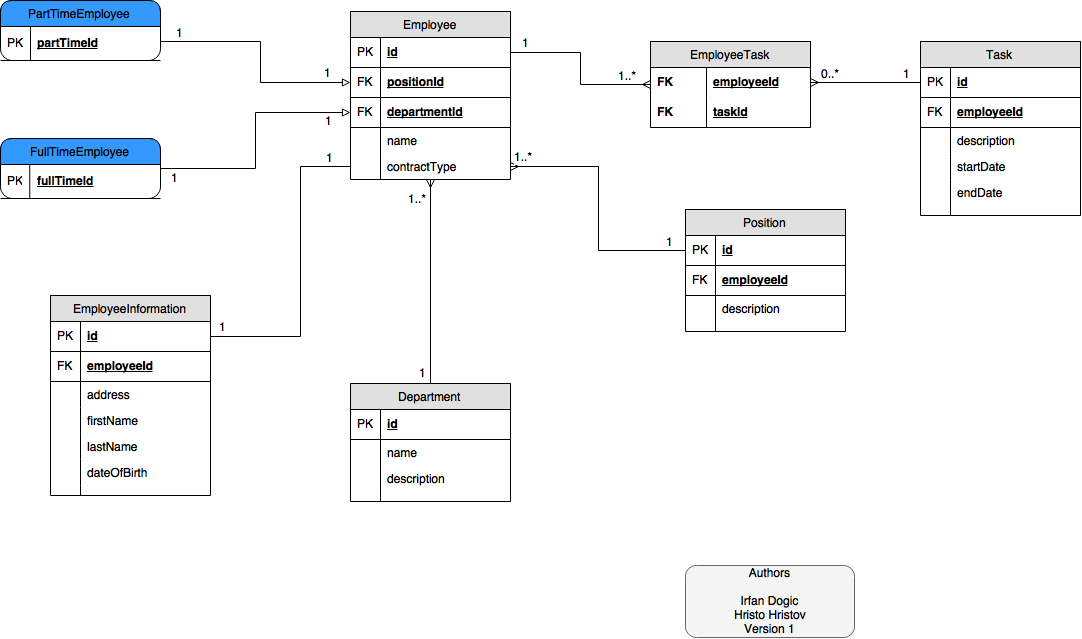 PartTimeEmployee
PK partTimeId
1
1
FullTimeEmployee
PK fullTimeId
1
1
Employee
PK id
FK positionId
FK departmentId
name
contractType
1
1..*
EmployeeTask
FK employeeId
FK taskId
0..*
1
Task
PK id
FK employeeId
description
startDate
endDate
1..*
1
Position
PK id
FK employeeId
description
1
1
EmployeeInformation
PK id
FK employeeId
address
firstName
lastName
dateOfBirth
1..*
1
Department
PK id
name
description
Authors
Irfan Dogic
Hristo Hristov
Version 1